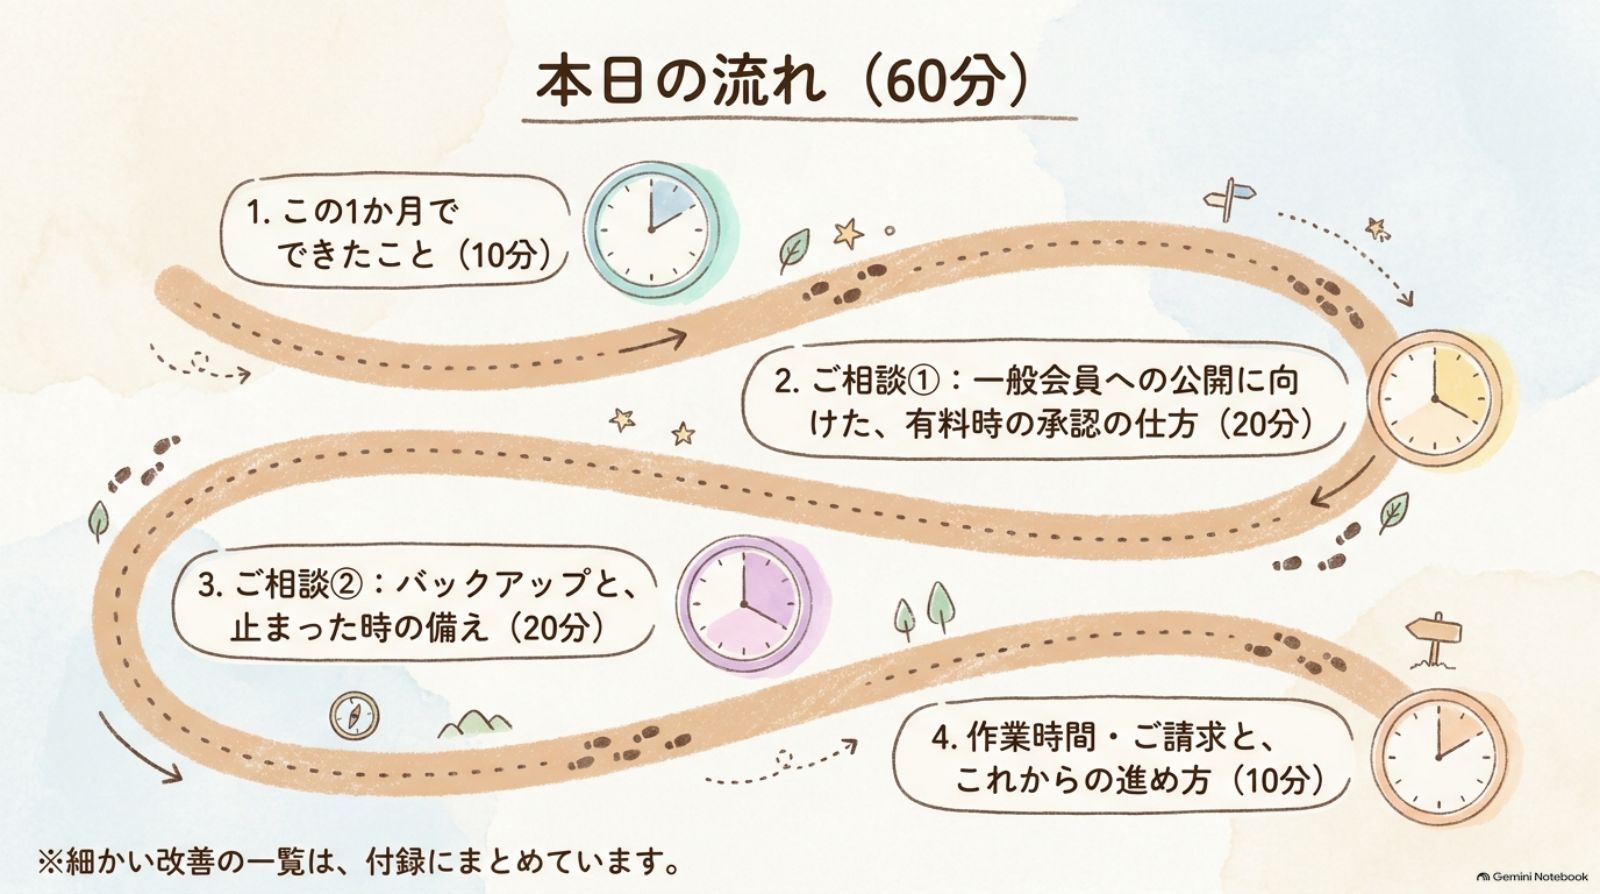 本日の流れ（60分）
1. この1か月で
できたこと（10分）
2. ご相談①：一般会員への公開に向
けた、有料時の承認の仕方（20分）
3. ご相談②：バックアップと、
止まった時の備え（20分）
4. 作業時間・ご請求と、
これからの進め方（10分）
※細かい改善の一覧は、付録にまとめています。
Gemini Notebook